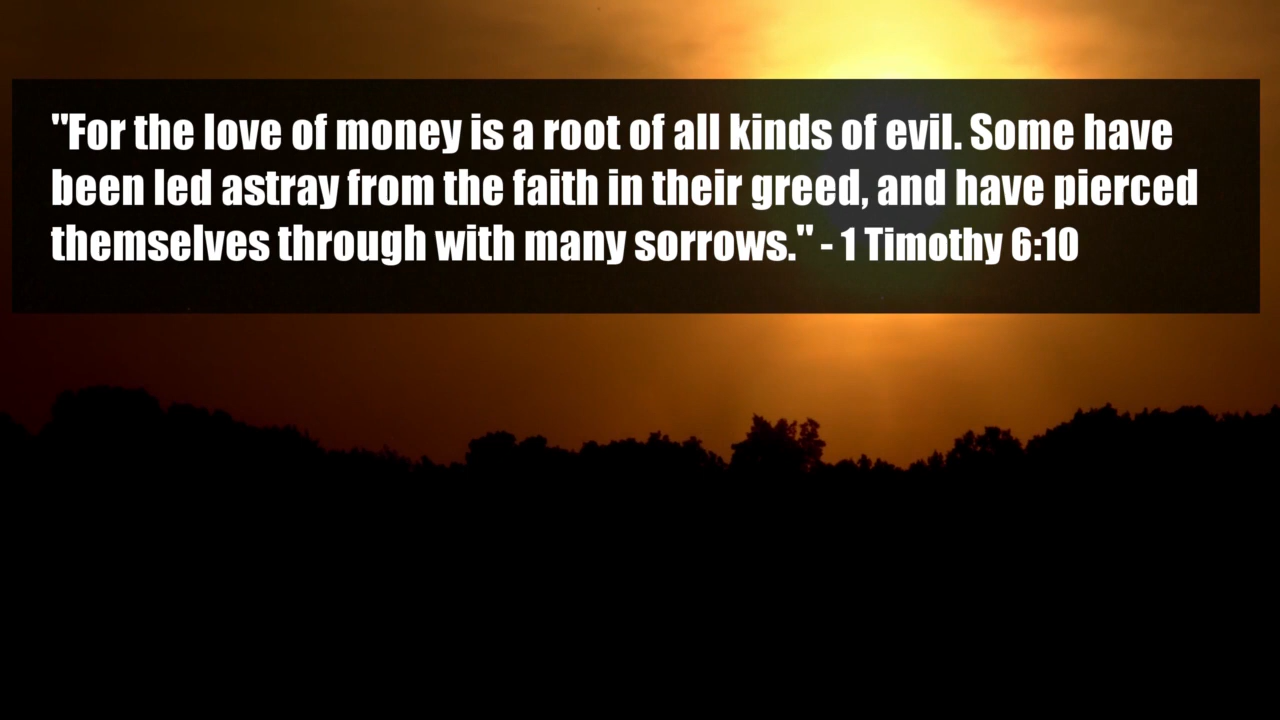 "For the love of money is a root of all kinds of evil. Some have
been led astray from the faith in their greed, and have pierced
themselves through with many sorrows." - 1 Timothy 6:10